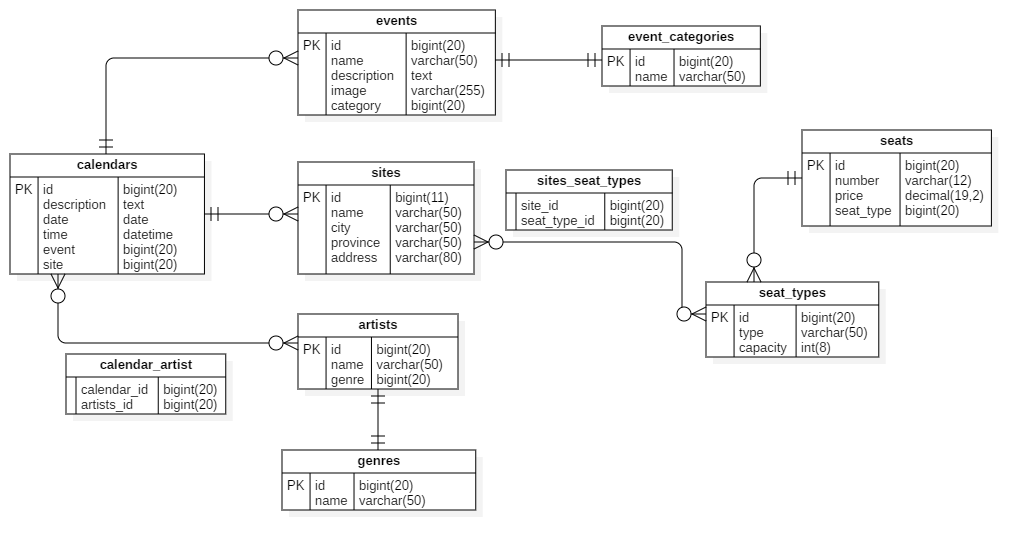 events
PK id bigint(20)
name varchar(50)
description text
image varchar(255)
category bigint(20)
event_categories
PK id bigint(20)
name varchar(50)
calendars
PK id bigint(20)
description text
date date
time datetime
event bigint(20)
site bigint(20)
sites
PK id bigint(11)
name varchar(50)
city varchar(50)
province varchar(50)
address varchar(80)
sites_seat_types
site_id bigint(20)
seat_type_id bigint(20)
seats
PK id bigint(20)
number varchar(12)
price decimal(19,2)
seat_type bigint(20)
seat_types
PK id bigint(20)
type varchar(50)
capacity int(8)
artists
PK id bigint(20)
name varchar(50)
genre bigint(20)
calendar_artist
calendar_id bigint(20)
artists_id bigint(20)
genres
PK id bigint(20)
name varchar(50)